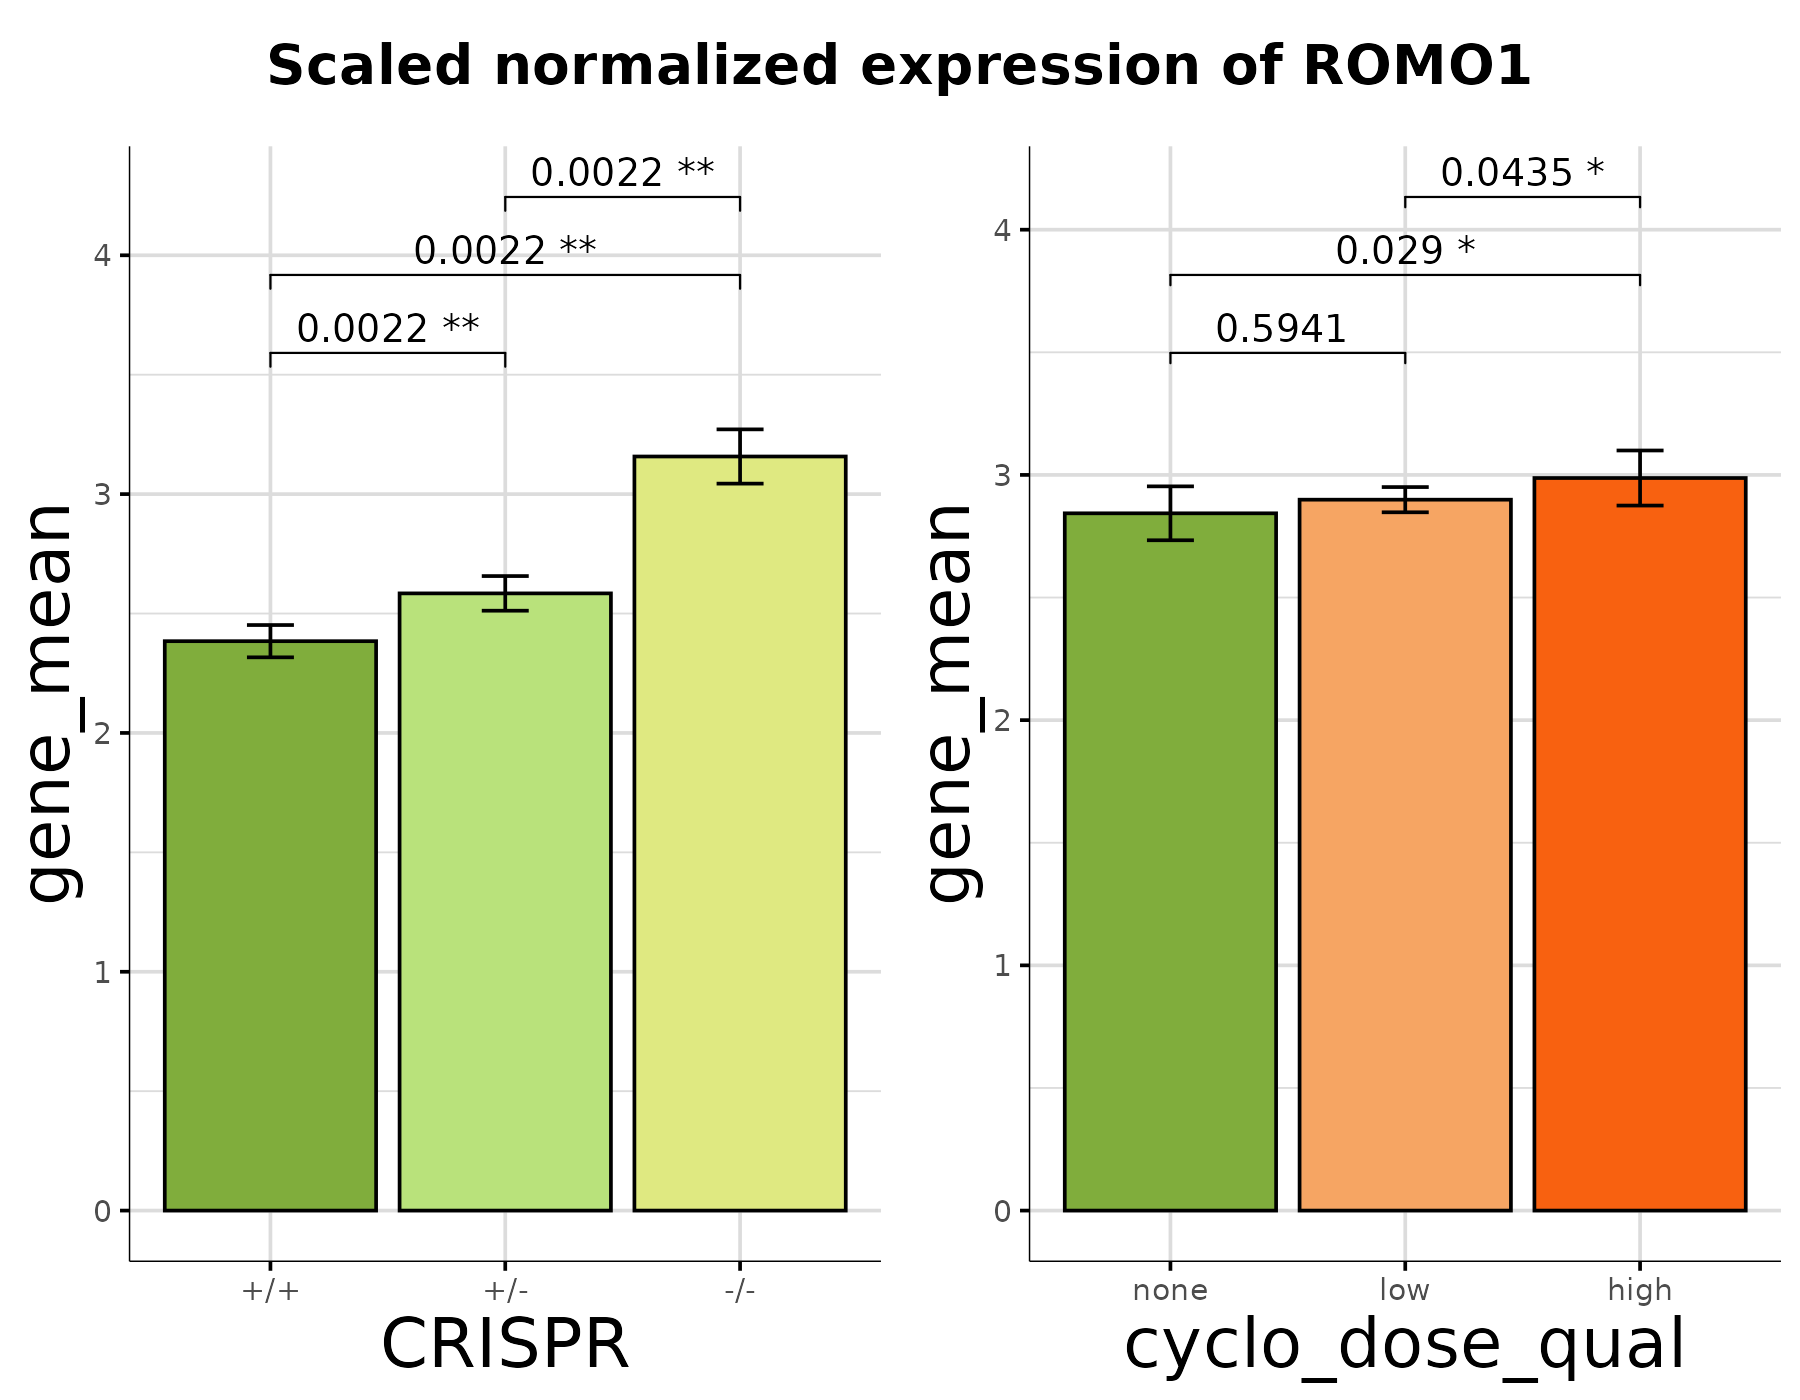 Scaled normalized expression of ROMO1
gene_mean
4
3
2
1
0
0.0022 **
0.0022 **
0.0022 **
+/+
+/-
-/-
CRISPR
gene_mean
4
3
2
1
0
0.0435 *
0.029 *
0.5941
none
low
high
cyclo_dose_qual